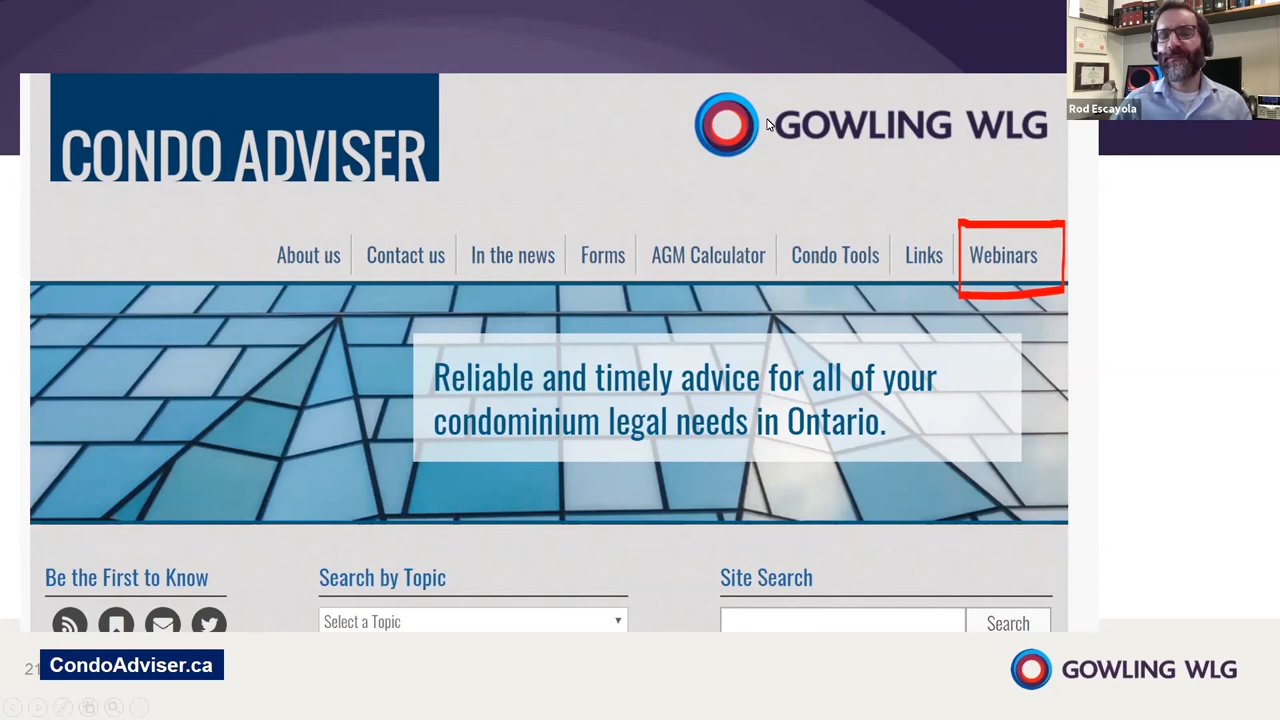 Rod Escayola
CONDO ADVISER
GOWLING WLG
About us
Contact us
In the news
Forms
AGM Calculator
Condo Tools
Links
Webinars
Reliable and timely advice for all of your
condominium legal needs in Ontario.
Be the First to Know
Search by Topic
Select a Topic
Site Search
Search
21
CondoAdviser.ca
GOWLING WLG